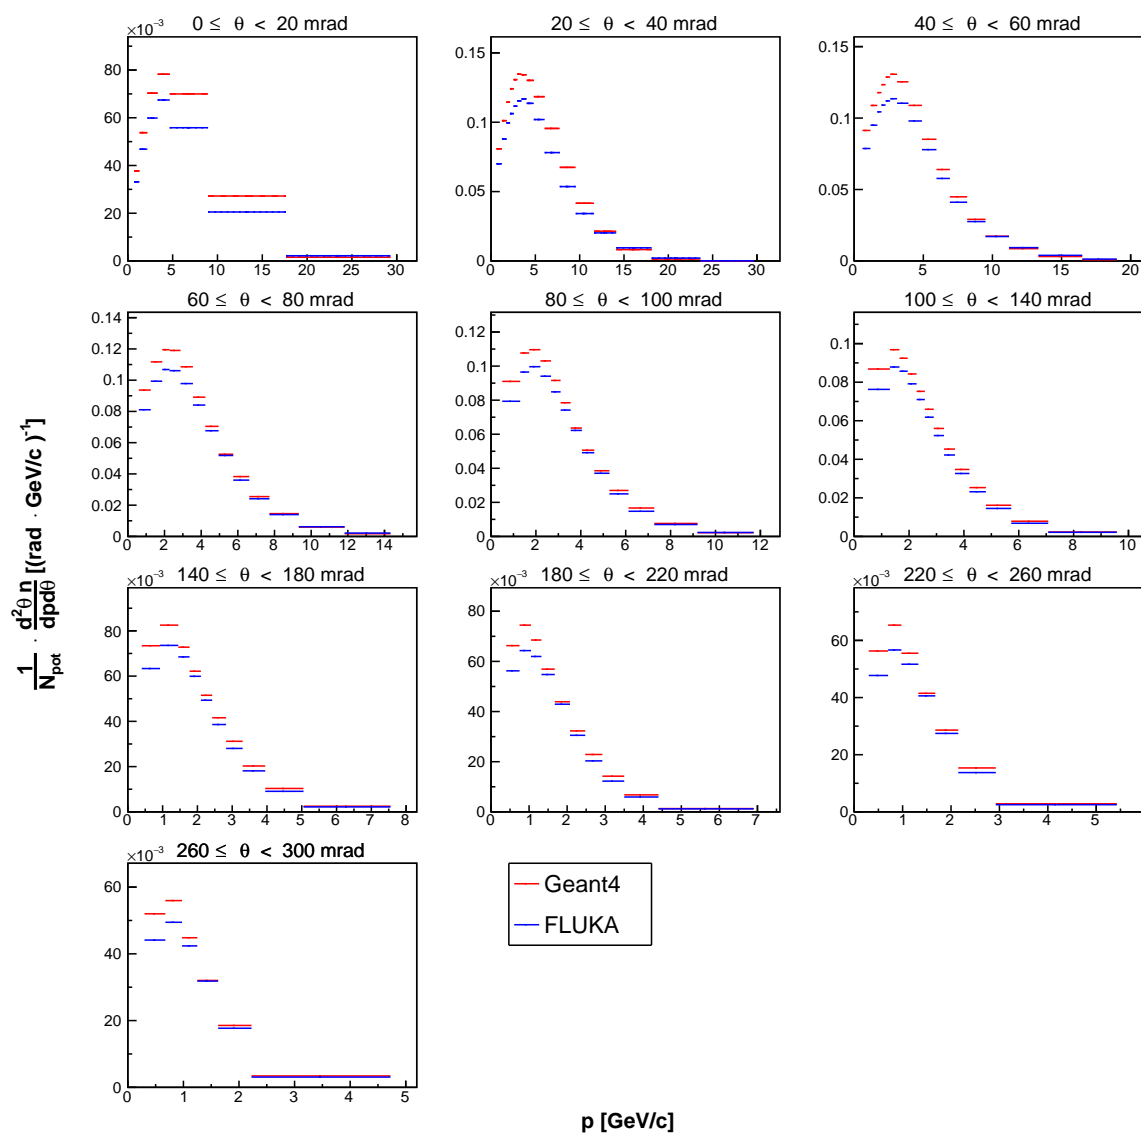 0 ≤ θ < 20 mrad
×10⁻³
80
60
40
20
0
0 5 10 15 20 25 30
20 ≤ θ < 40 mrad
0.15
0.1
0.05
0
0 5 10 15 20 25 30
40 ≤ θ < 60 mrad
0.15
0.1
0.05
0
0 5 10 15 20
60 ≤ θ < 80 mrad
0.14
0.12
0.1
0.08
0.06
0.04
0.02
0
0 2 4 6 8 10 12 14
80 ≤ θ < 100 mrad
0.12
0.1
0.08
0.06
0.04
0.02
0
0 2 4 6 8 10 12
100 ≤ θ < 140 mrad
0.1
0.08
0.06
0.04
0.02
0
0 1 2 3 4 5 6 7 8 9 10
140 ≤ θ < 180 mrad
×10⁻³
80
60
40
20
0
0 1 2 3 4 5 6 7 8
180 ≤ θ < 220 mrad
×10⁻³
80
60
40
20
0
0 1 2 3 4 5 6 7
220 ≤ θ < 260 mrad
×10⁻³
60
40
20
0
0 1 2 3 4 5
260 ≤ θ < 300 mrad
×10⁻³
60
40
20
0
0 1 2 3 4 5
Geant4
FLUKA
1/N_pot · d²θ n/dpdθ [(rad · GeV/c )⁻¹]
p [GeV/c]